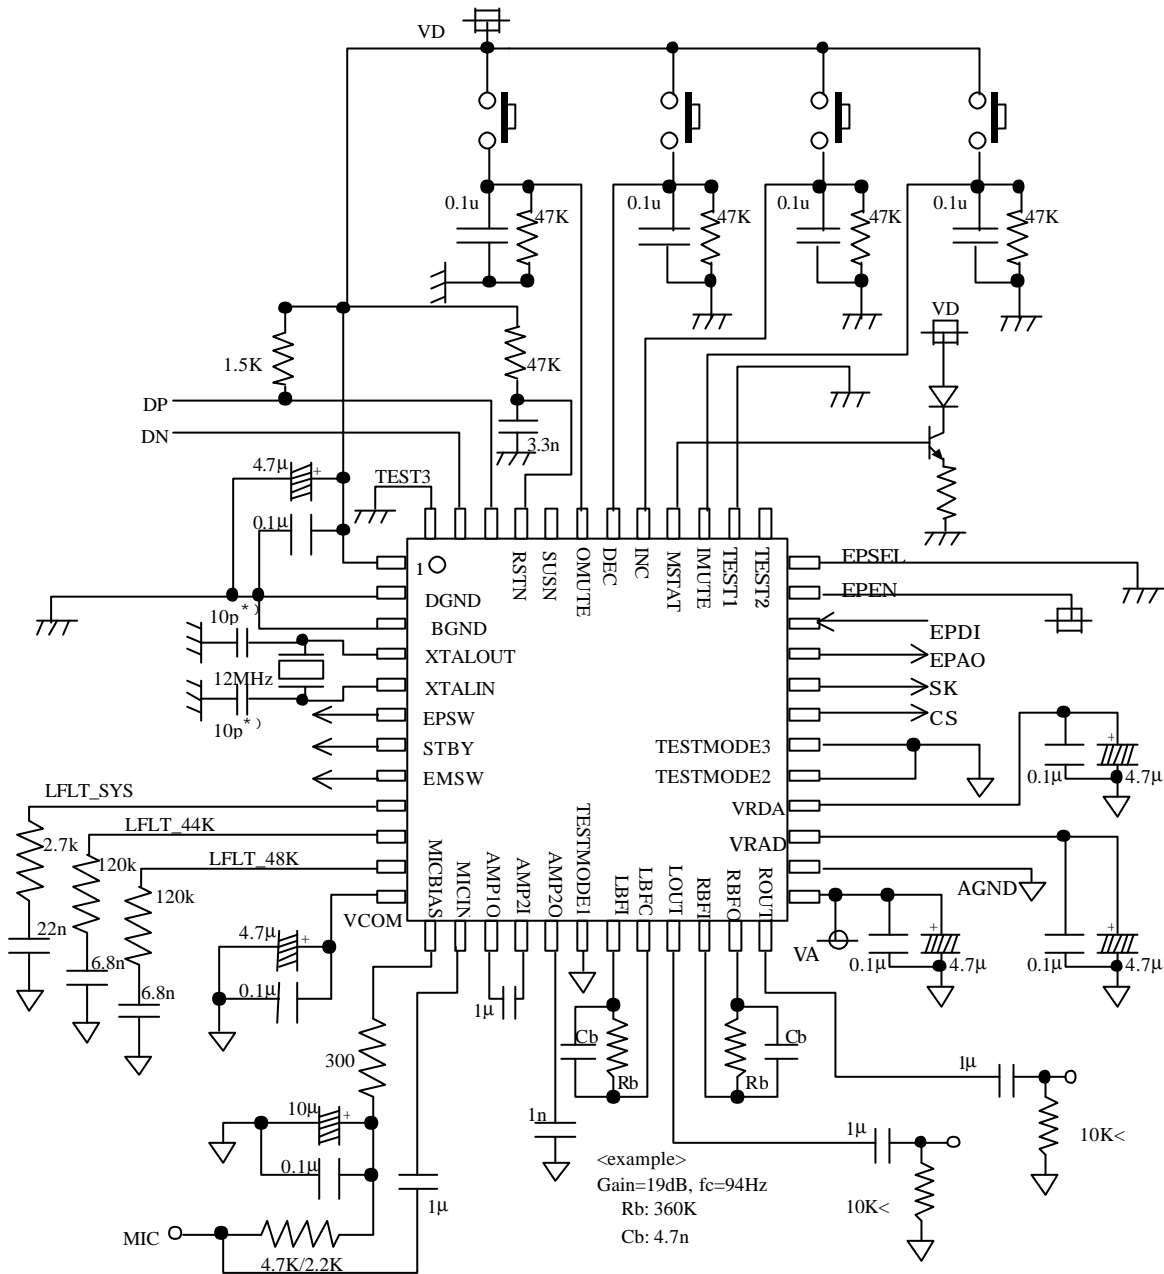 VD
0.1u
47K
0.1u
47K
0.1u
47K
0.1u
47K
VD
1.5K
47K
DP
DN
3.3n
4.7μ
+
TEST3
0.1μ
1
RSTN
SUSN
OMUTE
DEC
INC
MSTAT
IMUTE
TEST1
TEST2
EPSEL
DGND
EPEN
10p*)
BGND
EPDI
XTALOUT
EPAO
12MHz
XTALIN
SK
10p*)
EPSW
CS
STBY
TESTMODE3
+
EMSW
TESTMODE2
0.1μ
4.7μ
LFLT_SYS
VRDA
LFLT_44K
2.7k
VRAD
LFLT_48K
120k
120k
AGND
MICBIAS
MICIN
AMP1O
AMP2I
AMP2O
TESTMODE1
LBFI
LBFC
LOUT
RBFI
RBFO
ROUT
VCOM
22n
4.7μ
+
+
+
VA
0.1μ
4.7μ
0.1μ
4.7μ
6.8n
0.1μ
6.8n
1μ
Cb
Cb
300
Rb
Rb
1μ
10μ
+
1n
1μ
10K<
0.1μ
<example>
Gain=19dB, fc=94Hz
1μ
Rb: 360K
10K<
MIC
Cb: 4.7n
4.7K/2.2K